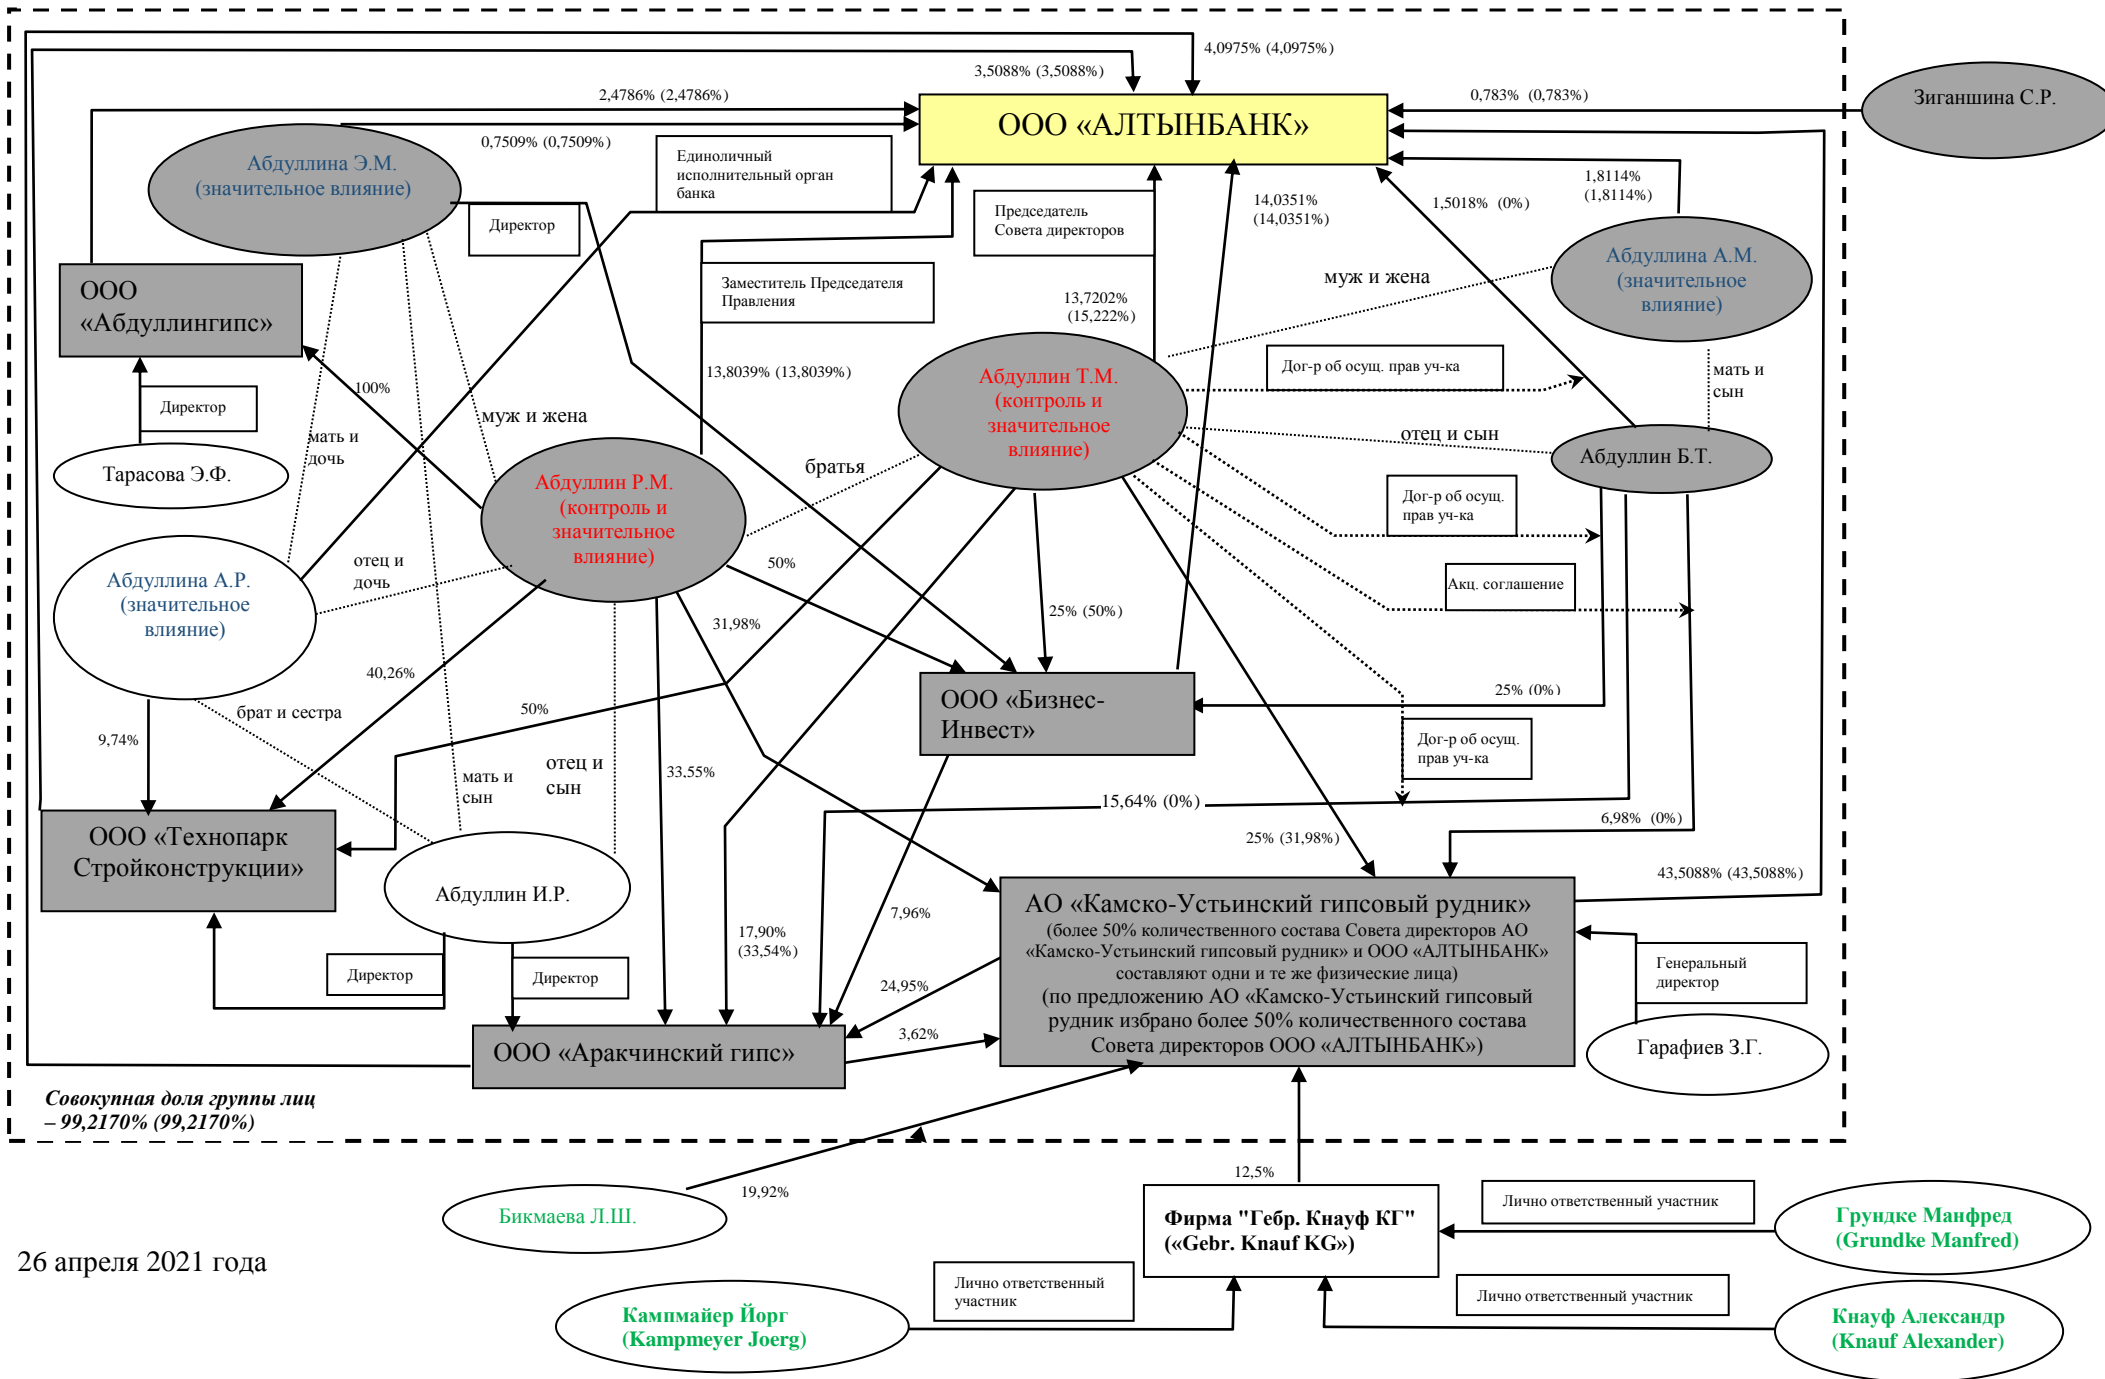 4,0975% (4,0975%)
3,5088% (3,5088%)
2,4786% (2,4786%)
0,783% (0,783%)
Зиганшина С.Р.
ООО «АЛТЫНБАНК»
0,7509% (0,7509%)
Абдуллина Э.М.
(значительное влияние)
Единоличный
исполнительный орган
банка
1,8114%
(1,8114%)
Директор
Председатель
Совета директоров
14,0351%
(14,0351%)
1,5018% (0%)
Абдуллина А.М.
(значительное
влияние)
ООО
«Абдуллингипс»
Заместитель Председателя
Правления
муж и жена
13,7202%
(15,222%)
13,8039% (13,8039%)
Дог-р об осущ. прав уч-ка
мать и
сын
100%
Директор
Абдуллин Т.М.
(контроль и
значительное
влияние)
муж и жена
мать и
дочь
отец и сын
Абдуллин Б.Т.
Тарасова Э.Ф.
братья
Абдуллин Р.М.
(контроль и
значительное
влияние)
Дог-р об осущ.
прав уч-ка
отец и
дочь
50%
Абдуллина А.Р.
(значительное
влияние)
Акц. соглашение
25% (50%)
31,98%
40,26%
ООО «Бизнес-
Инвест»
25% (0%)
брат и сестра
50%
9,74%
Дог-р об осущ.
прав уч-ка
мать и
сын
отец и
сын
33,55%
15,64% (0%)
6,98% (0%)
ООО «Технопарк
Стройконструкции»
25% (31,98%)
43,5088% (43,5088%)
Абдуллин И.Р.
7,96%
АО «Камско-Устьинский гипсовый рудник»
(более 50% количественного состава Совета директоров АО
«Камско-Устьинский гипсовый рудник» и ООО «АЛТЫНБАНК»
составляют одни и те же физические лица)
(по предложению АО «Камско-Устьинский гипсовый
рудник избрано более 50% количественного состава
Совета директоров ООО «АЛТЫНБАНК»)
17,90%
(33,54%)
Директор
Директор
24,95%
Генеральный
директор
3,62%
ООО «Аракчинский гипс»
Гарафиев З.Г.
Совокупная доля группы лиц
– 99,2170% (99,2170%)
12,5%
19,92%
Бикмаева Л.Ш.
Фирма "Гебр. Кнауф КГ"
(«Gebr. Knauf KG»)
Лично ответственный участник
Грундке Манфред
(Grundke Manfred)
26 апреля 2021 года
Лично ответственный
участник
Лично ответственный участник
Кампмайер Йорг
(Kampmeyer Joerg)
Кнауф Александр
(Knauf Alexander)